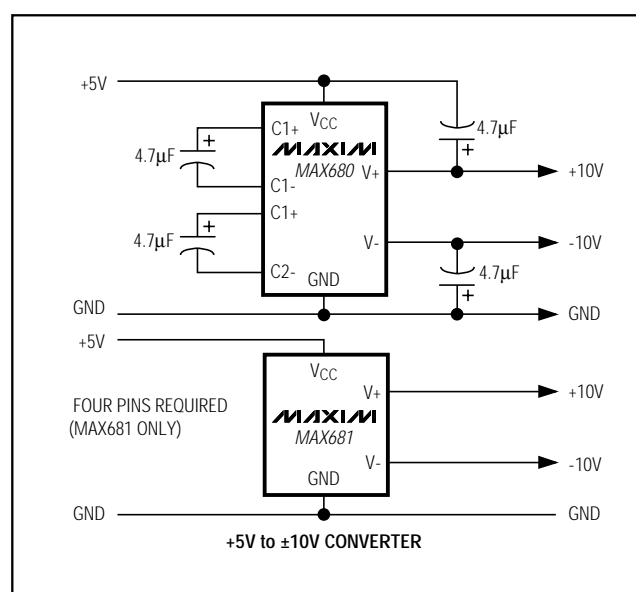 +5V
VCC
4.7μF
C1+
4.7μF
MAXIM
MAX680
V+
+10V
C1-
C1+
4.7μF
V-
-10V
C2-
GND
4.7μF
GND
GND
+5V
VCC
V+
+10V
FOUR PINS REQUIRED
(MAX681 ONLY)
MAXIM
MAX681
V-
-10V
GND
GND
GND
+5V to ±10V CONVERTER